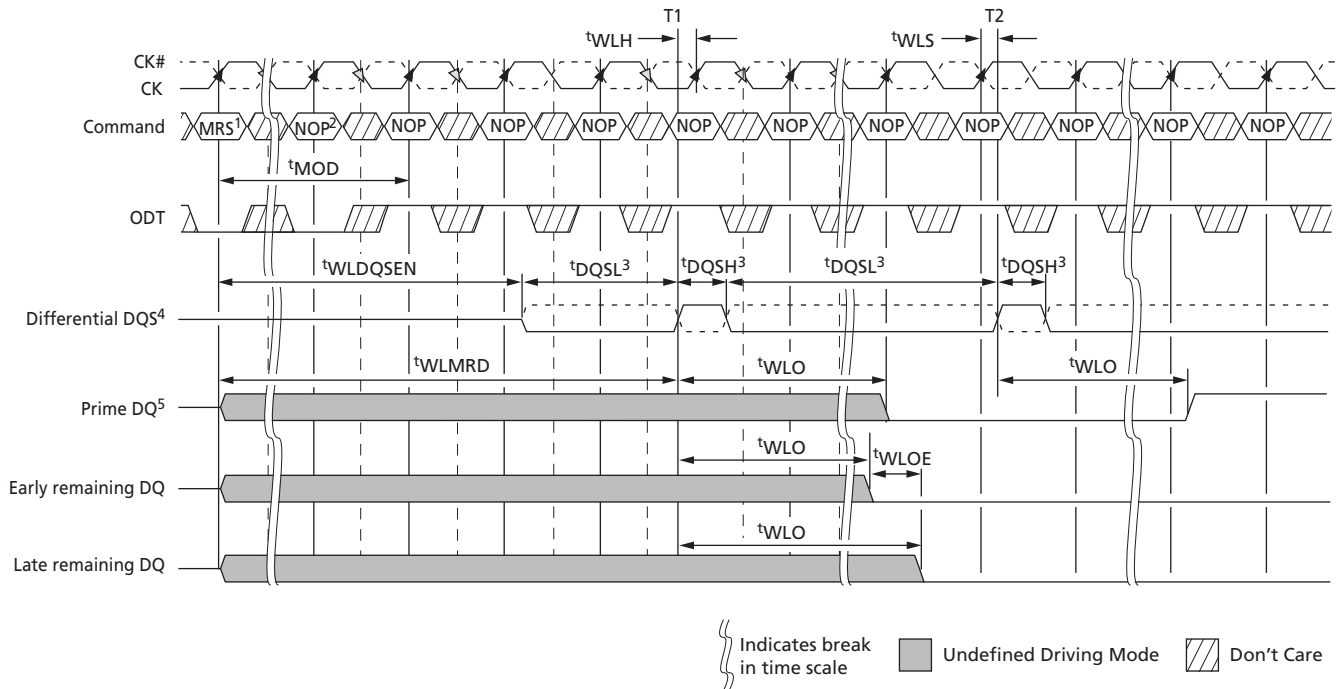 T1 T2
tWLH tWLS
CK#
CK
Command MRS1 NOP2 NOP NOP NOP NOP NOP NOP NOP NOP NOP NOP
tMOD
ODT
tWLDQSEN tDQSL3 tDQSH3 tDQSL3 tDQSH3
Differential DQS4
tWLMRD tWLO tWLO
Prime DQ5
tWLO tWLOE
Early remaining DQ
tWLO
Late remaining DQ
Indicates break
in time scale
Undefined Driving Mode
Don't Care